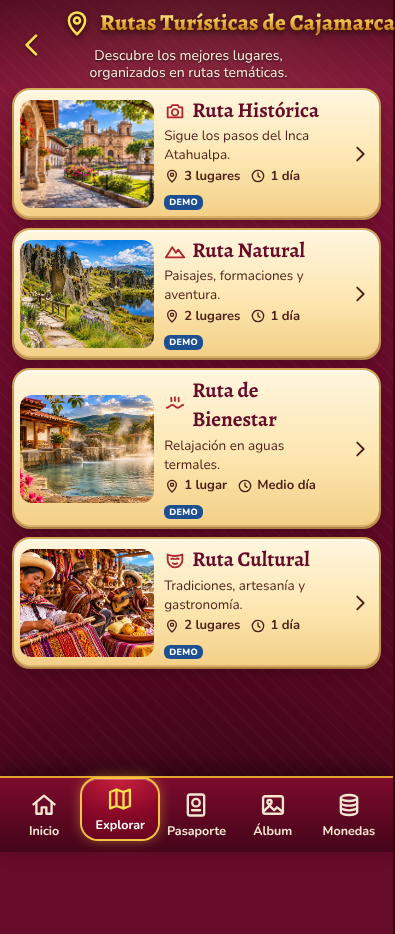 Rutas Turísticas de Cajamarca
Descubre los mejores lugares,
organizados en rutas temáticas.
Ruta Histórica
Sigue los pasos del Inca
Atahualpa.
3 lugares 1 día
DEMO
Ruta Natural
Paisajes, formaciones y
aventura.
2 lugares 1 día
DEMO
Ruta de
Bienestar
Relajación en aguas
termales.
1 lugar Medio día
DEMO
Ruta Cultural
Tradiciones, artesanía y
gastronomía.
2 lugares 1 día
DEMO
Inicio Explorar Pasaporte Álbum Monedas